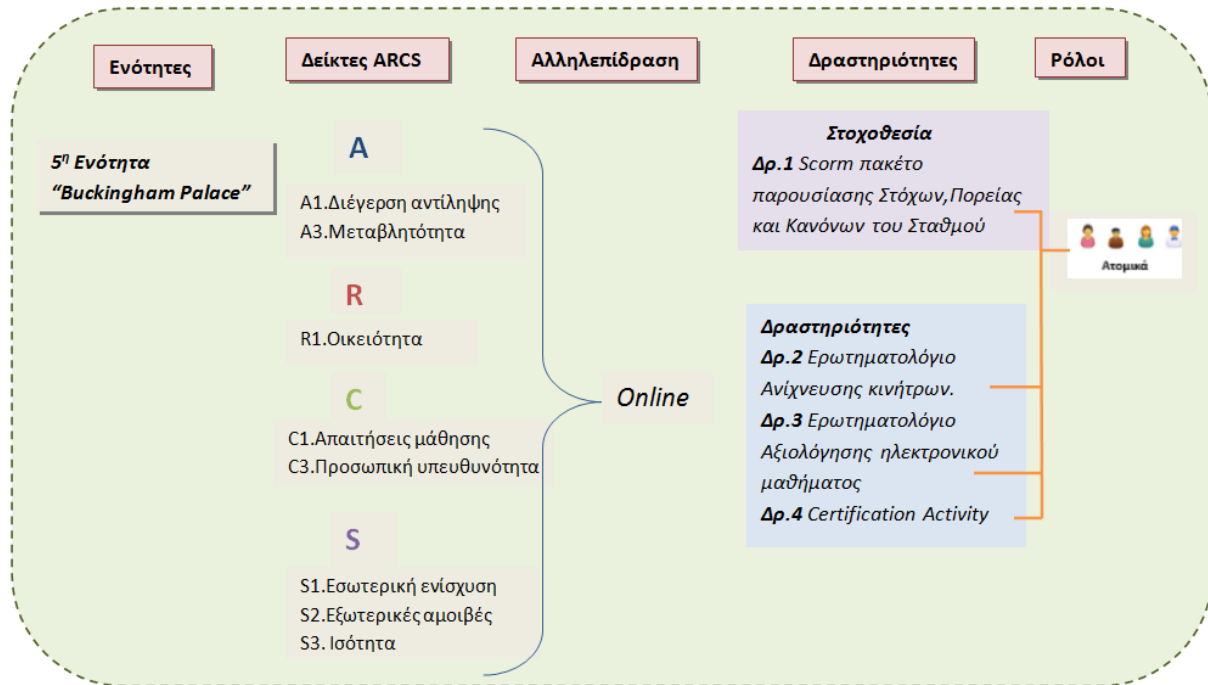 Ενότητες
Δείκτες ARCS
Αλληλεπίδραση
Δραστηριότητες
Ρόλοι
5η Ενότητα
“Buckingham Palace”
A
A1.Διέγερση αντίληψης
A3.Μεταβλητότητα
R
R1.Οικειότητα
C
C1.Απαιτήσεις μάθησης
C3.Προσωπική υπευθυνότητα
S
S1.Εσωτερική ενίσχυση
S2.Εξωτερικές αμοιβές
S3. Ισότητα
Online
Στοχοθεσία
Δρ.1 Scorm πακέτο
παρουσίασης Στόχων,Πορείας
και Κανόνων του Σταθμού
Δραστηριότητες
Δρ.2 Ερωτηματολόγιο
Ανίχνευσης κινήτρων.
Δρ.3 Ερωτηματολόγιο
Αξιολόγησης ηλεκτρονικού
μαθήματος
Δρ.4 Certification Activity
Ατομικά